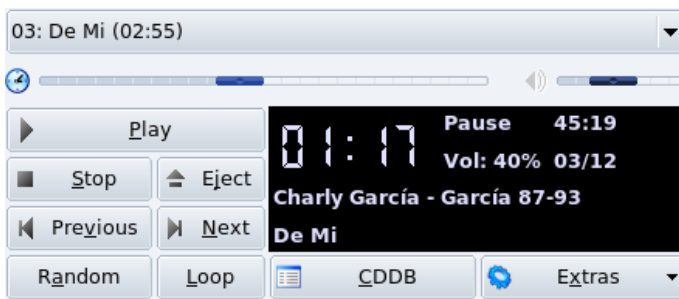 03: De Mi (02:55)
Play
01:17
Pause 45:19
Vol: 40% 03/12
Stop
Eject
Charly García - García 87-93
Previous
Next
De Mi
Random
Loop
CDDB
Extras